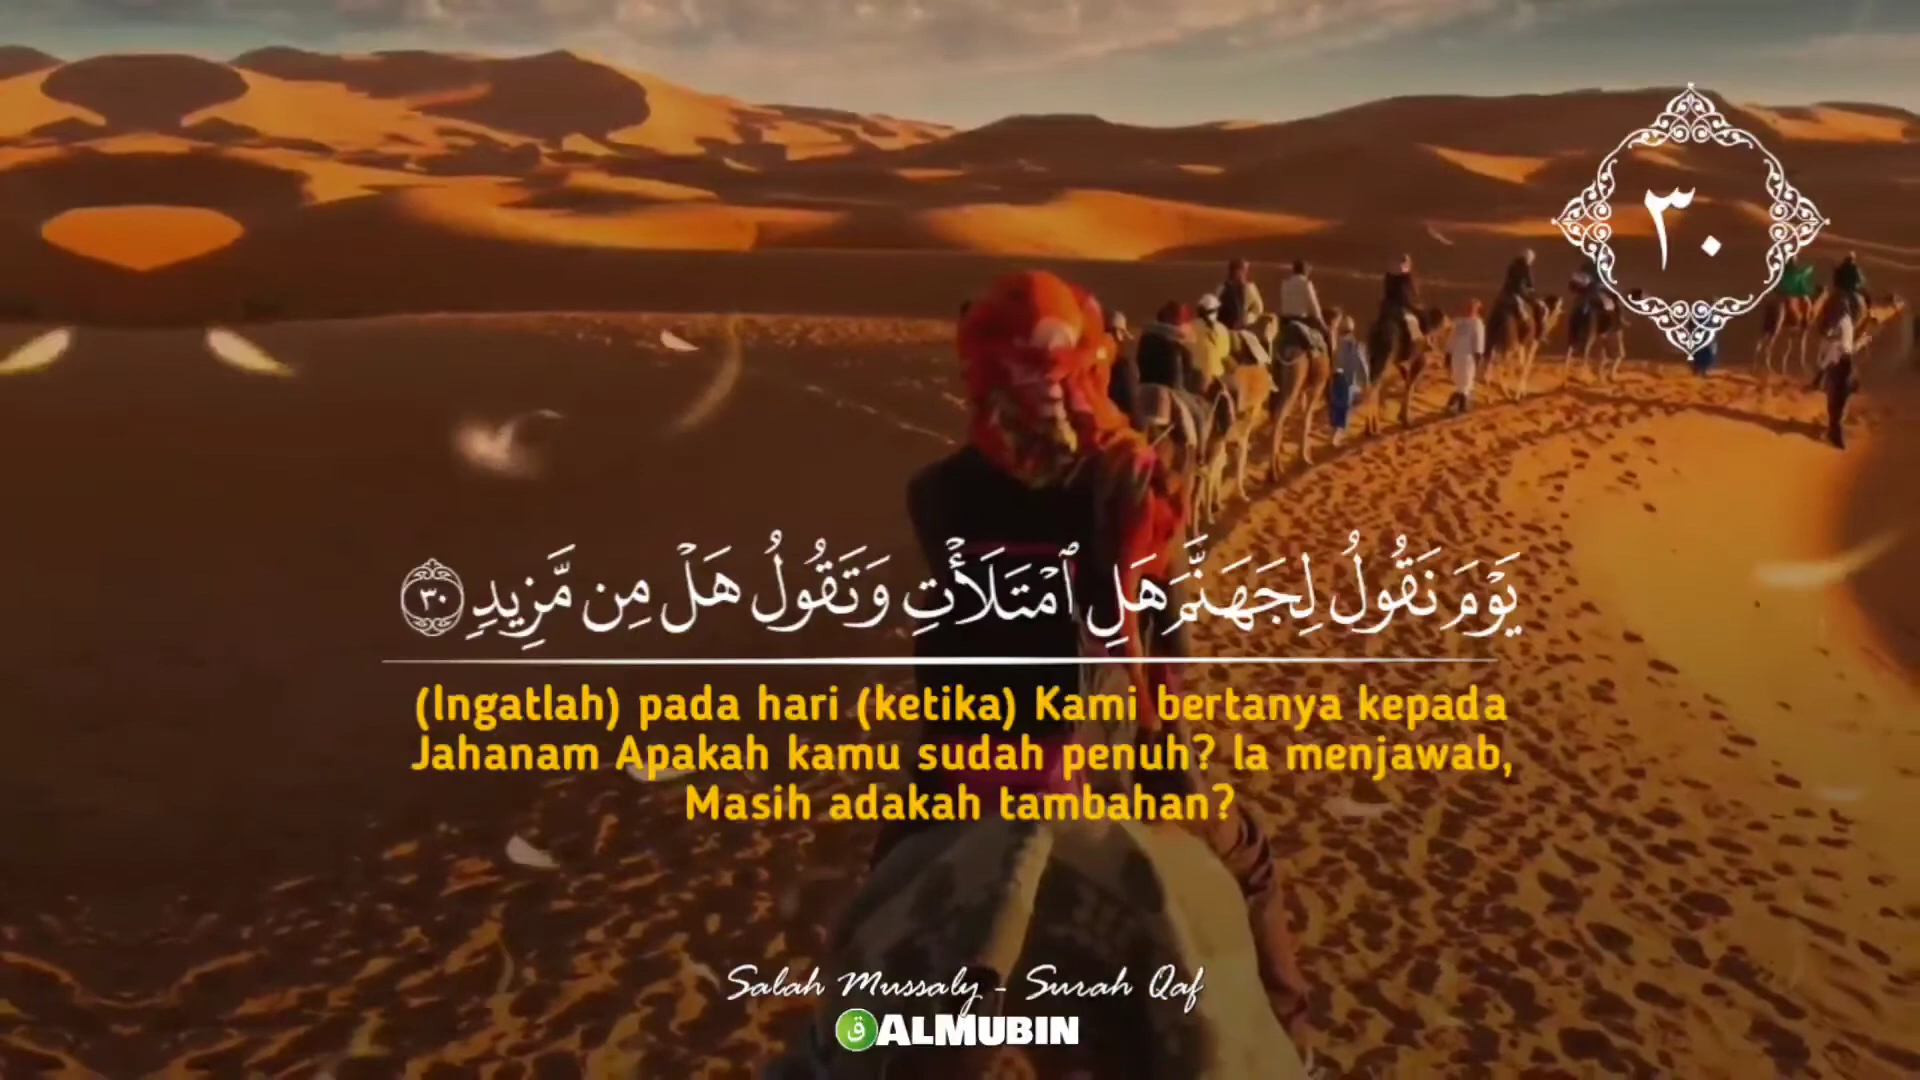 ٣٠
يَوْمَ نَقُولُ لِجَهَنَّمَ هَلِ ٱمْتَلَأْتِ وَتَقُولُ هَلْ مِن مَّزِيدٍ ٣٠
(Ingatlah) pada hari (ketika) Kami bertanya kepada
Jahanam Apakah kamu sudah penuh? Ia menjawab,
Masih adakah tambahan?
Salah Mussaly - Surah Qaf
ق ALMUBIN